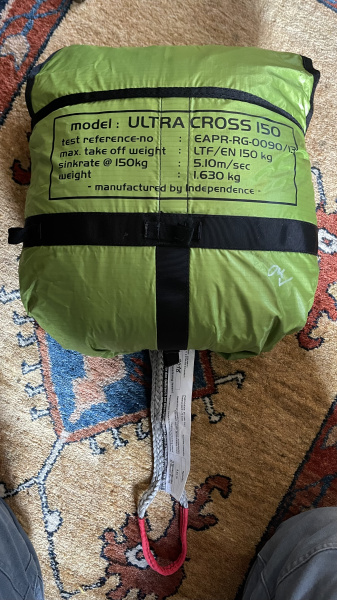 model : ULTRA CROSS 150
test reference-no : EAPR-RG-0090/13
max. take off weight : LTF/EN 150 kg
sinkrate @ 150kg : 5.10m/sec
weight : 1.630 kg
- manufactured by Independence -